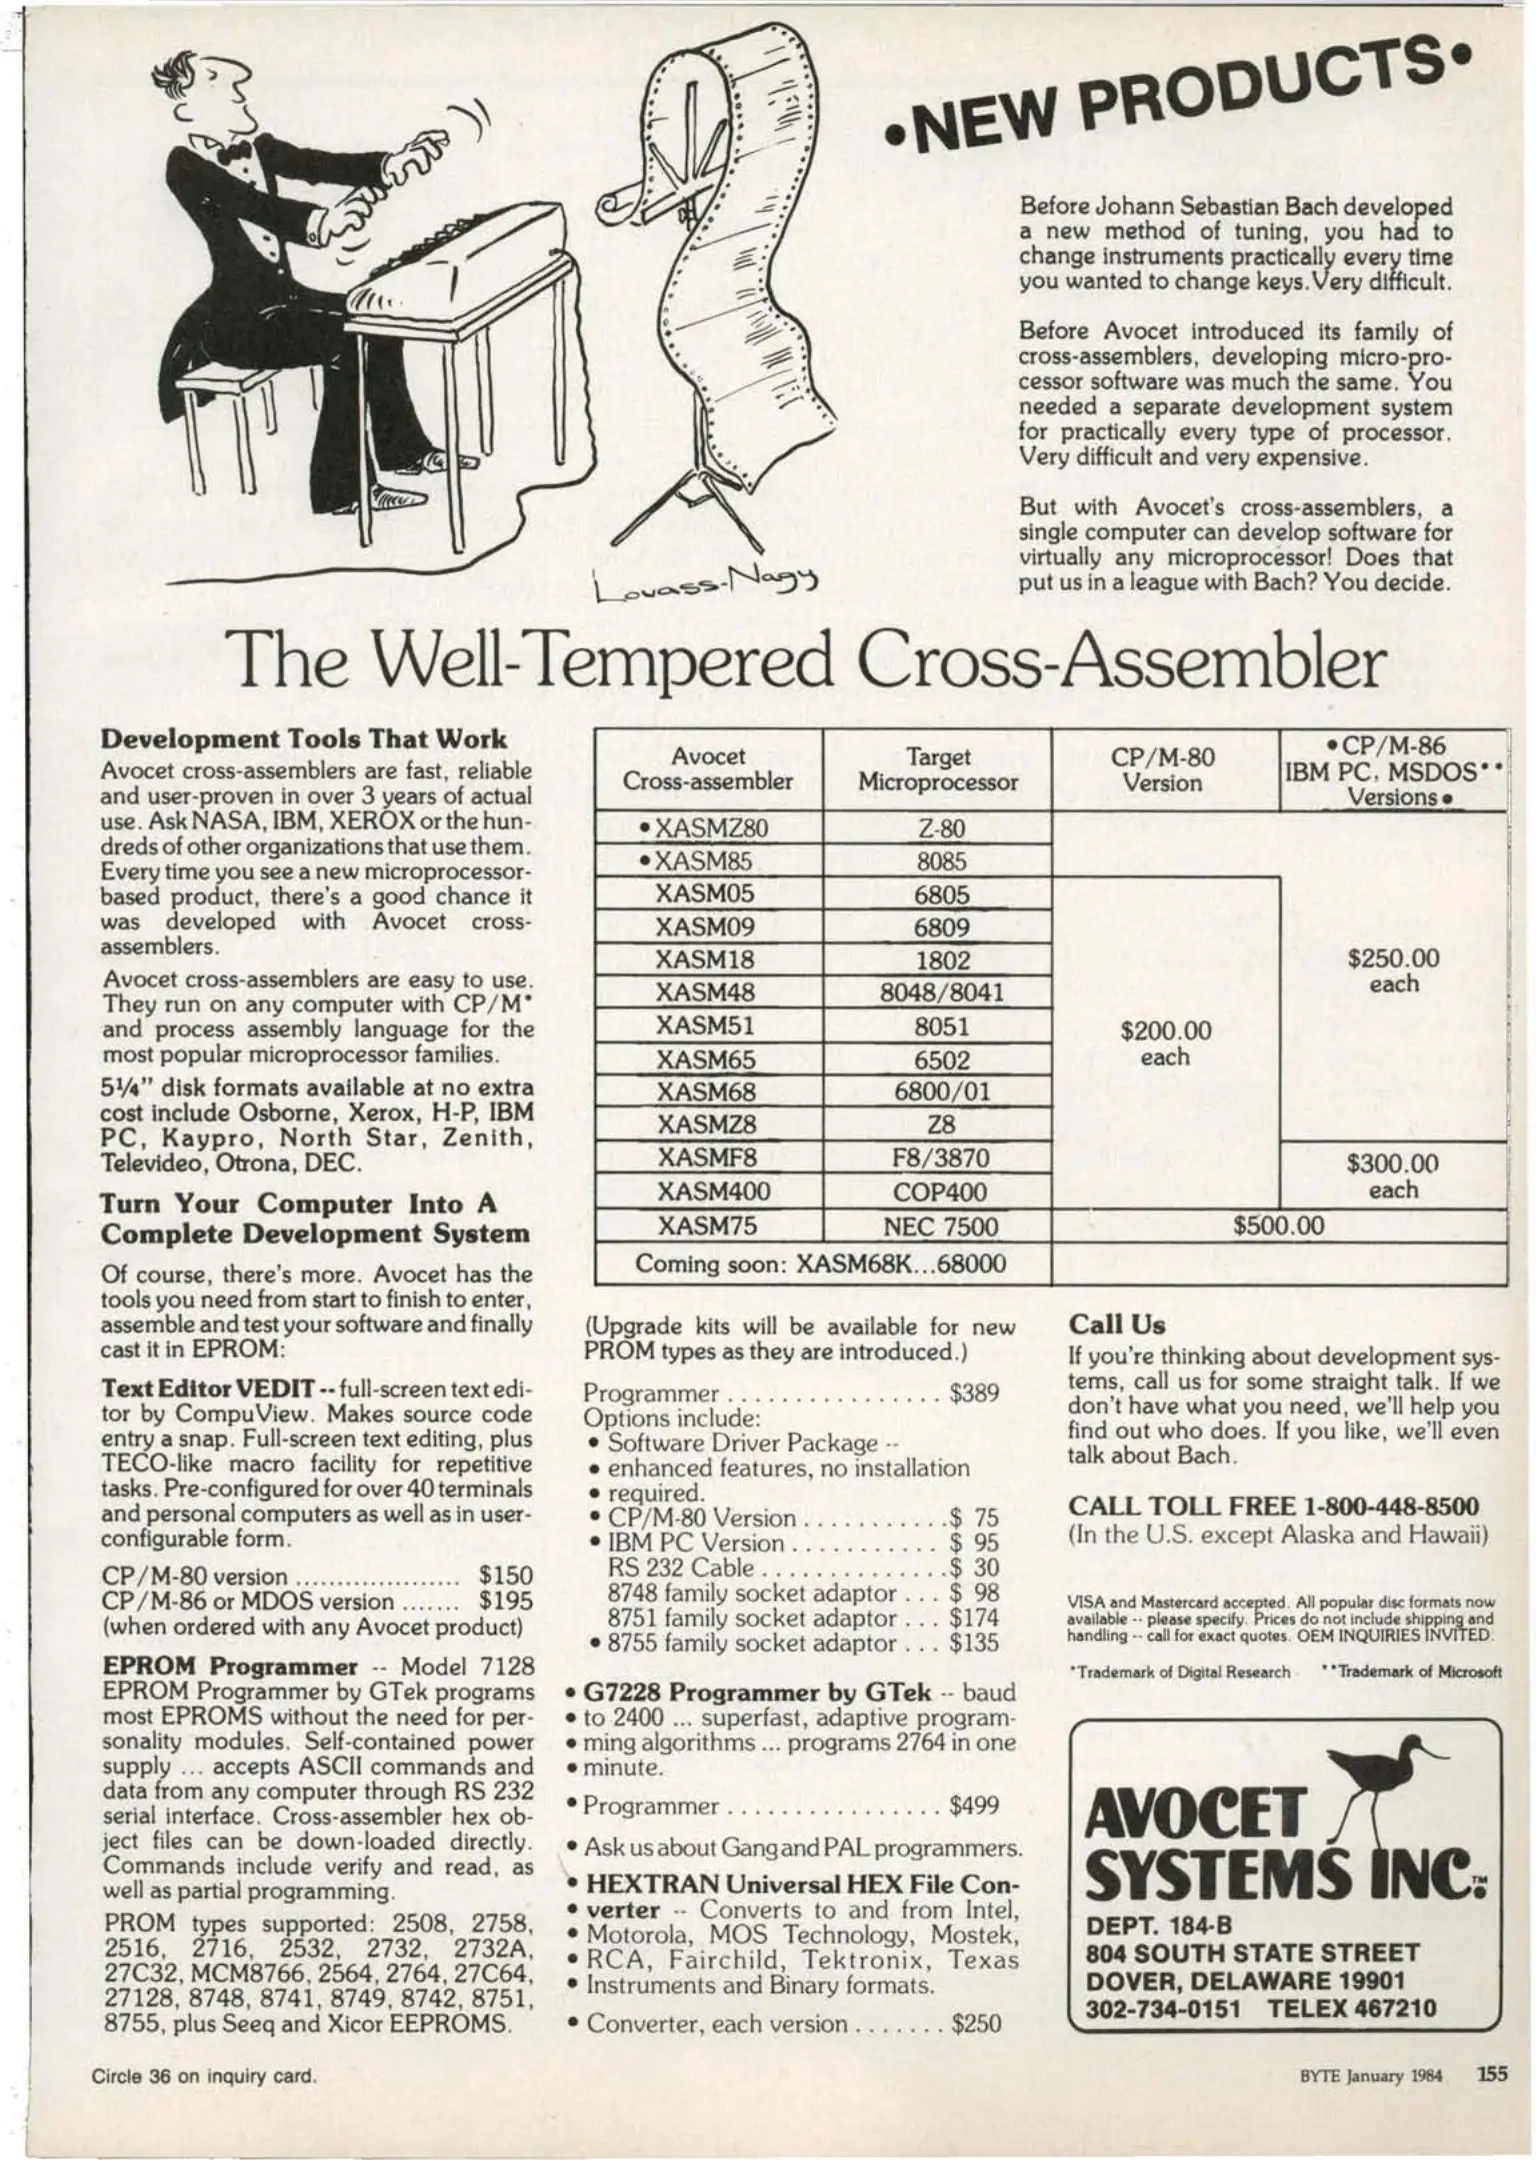 •NEW PRODUCTS•
Before Johann Sebastian Bach developed
a new method of tuning, you had to
change instruments practically every time
you wanted to change keys. Very difficult.
Before Avocet introduced its family of
cross-assemblers, developing micro-pro-
cessor software was much the same. You
needed a separate development system
for practically every type of processor.
Very difficult and very expensive.
But with Avocet's cross-assemblers, a
single computer can develop software for
virtually any microprocessor! Does that
put us in a league with Bach? You decide.
Lovass-Nagy
The Well-Tempered Cross-Assembler
Development Tools That Work
Avocet cross-assemblers are fast, reliable
and user-proven in over 3 years of actual
use. Ask NASA, IBM, XEROX or the hun-
dreds of other organizations that use them.
Every time you see a new microprocessor-
based product, there's a good chance it
was developed with Avocet cross-
assemblers.
Avocet cross-assemblers are easy to use.
They run on any computer with CP/M*
and process assembly language for the
most popular microprocessor families.
5¼" disk formats available at no extra
cost include Osborne, Xerox, H-P, IBM
PC, Kaypro, North Star, Zenith,
Televideo, Otrona, DEC.
Turn Your Computer Into A
Complete Development System
Of course, there's more. Avocet has the
tools you need from start to finish to enter,
assemble and test your software and finally
cast it in EPROM:
Text Editor VEDIT -- full-screen text edi-
tor by CompuView. Makes source code
entry a snap. Full-screen text editing, plus
TECO-like macro facility for repetitive
tasks. Pre-configured for over 40 terminals
and personal computers as well as in user-
configurable form.
CP/M-80 version .................... $150
CP/M-86 or MDOS version ....... $195
(when ordered with any Avocet product)
EPROM Programmer -- Model 7128
EPROM Programmer by GTek programs
most EPROMS without the need for per-
sonality modules. Self-contained power
supply ... accepts ASCII commands and
data from any computer through RS 232
serial interface. Cross-assembler hex ob-
ject files can be down-loaded directly.
Commands include verify and read, as
well as partial programming.
PROM types supported: 2508, 2758,
2516, 2716, 2532, 2732, 2732A,
27C32, MCM8766, 2564, 2764, 27C64,
27128, 8748, 8741, 8749, 8742, 8751,
8755, plus Seeq and Xicor EEPROMS.
Avocet
Cross-assembler
Target
Microprocessor
CP/M-80
Version
• CP/M-86
IBM PC, MSDOS**
Versions •
• XASMZ80 Z-80
• XASM85 8085
XASM05 6805
XASM09 6809
XASM18 1802
XASM48 8048/8041
XASM51 8051
XASM65 6502
XASM68 6800/01
XASMZ8 Z8
XASMF8 F8/3870
XASM400 COP400
XASM75 NEC 7500
$200.00
each
$250.00
each
$300.00
each
$500.00
Coming soon: XASM68K...68000
(Upgrade kits will be available for new
PROM types as they are introduced.)
Programmer . . . . . . . . . . . . . . . . $389
Options include:
• Software Driver Package --
• enhanced features, no installation
• required.
• CP/M-80 Version . . . . . . . . . . . .$ 75
• IBM PC Version . . . . . . . . . . . $ 95
RS 232 Cable . . . . . . . . . . . . . . .$ 30
8748 family socket adaptor . . . $ 98
8751 family socket adaptor . . . $174
• 8755 family socket adaptor . . . $135
• G7228 Programmer by GTek -- baud
• to 2400 ... superfast, adaptive program-
• ming algorithms ... programs 2764 in one
• minute.
• Programmer . . . . . . . . . . . . . . . . $499
• Ask us about Gang and PAL programmers.
• HEXTRAN Universal HEX File Con-
• verter -- Converts to and from Intel,
• Motorola, MOS Technology, Mostek,
• RCA, Fairchild, Tektronix, Texas
• Instruments and Binary formats.
• Converter, each version . . . . . . . $250
Call Us
If you're thinking about development sys-
tems, call us for some straight talk. If we
don't have what you need, we'll help you
find out who does. If you like, we'll even
talk about Bach.
CALL TOLL FREE 1-800-448-8500
(In the U.S. except Alaska and Hawaii)
VISA and Mastercard accepted. All popular disc formats now
available -- please specify. Prices do not include shipping and
handling -- call for exact quotes. OEM INQUIRIES INVITED.
*Trademark of Digital Research **Trademark of Microsoft
AVOCET
SYSTEMS INC.™
DEPT. 184-B
804 SOUTH STATE STREET
DOVER, DELAWARE 19901
302-734-0151 TELEX 467210
Circle 36 on inquiry card.
BYTE January 1984 155